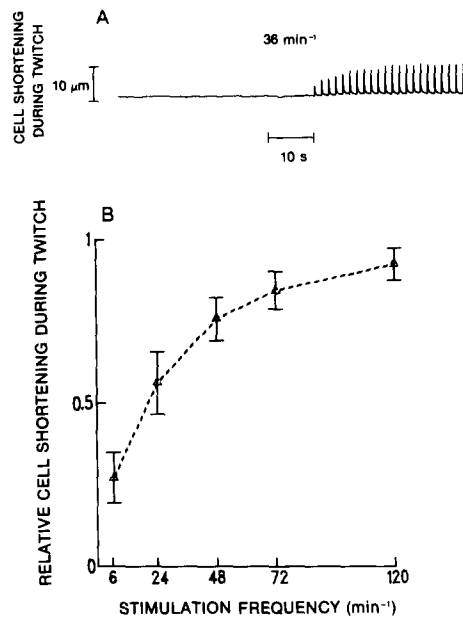 A
CELL SHORTENING
DURING TWITCH
10 µm
36 min⁻¹
10 s
B
RELATIVE CELL SHORTENING DURING TWITCH
1
0.5
0
6 24 48 72 120
STIMULATION FREQUENCY (min⁻¹)